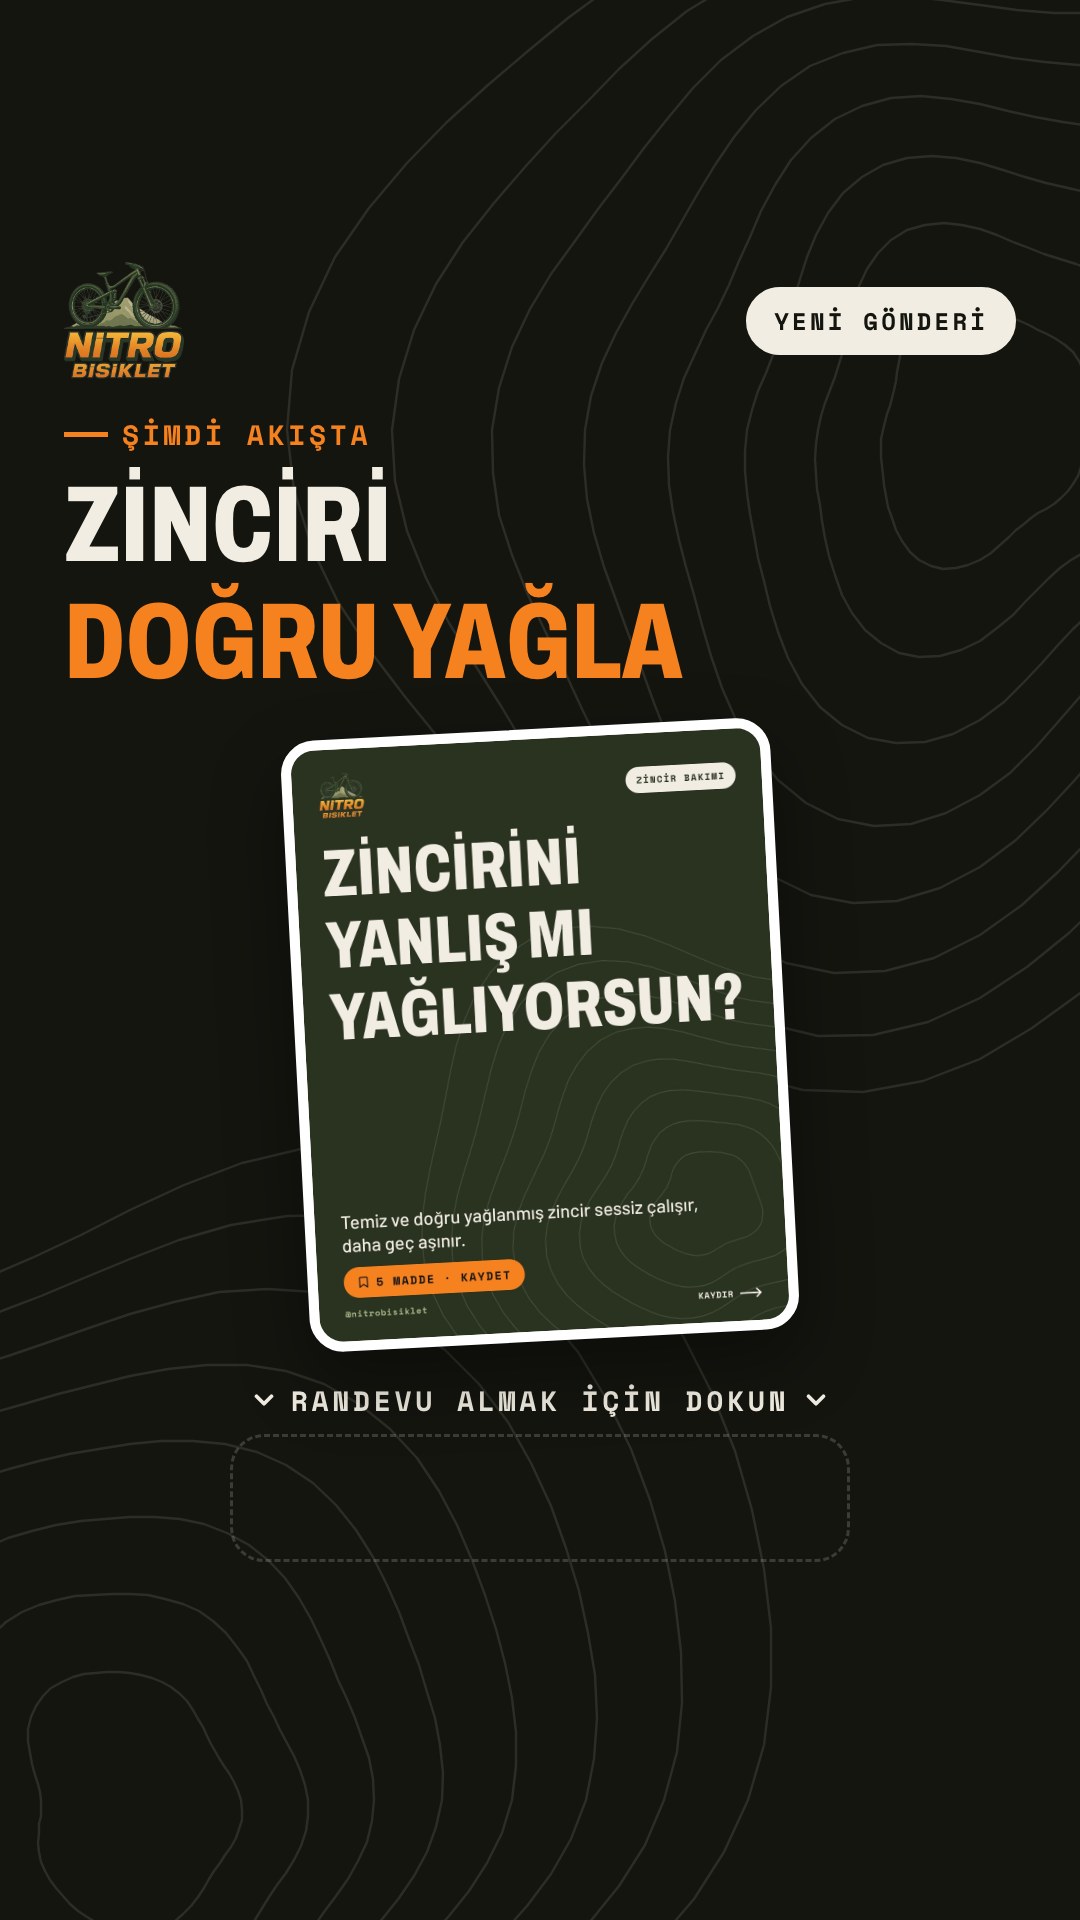 NiTRO
BiSiKLET
YENİ GÖNDERİ
ŞİMDİ AKIŞTA
ZİNCİRİ
DOĞRU YAĞLA
NiTRO
BiSiKLET
ZİNCİR BAKIMI
ZİNCİRİNİ
YANLIŞ MI
YAĞLIYORSUN?
Temiz ve doğru yağlanmış zincir sessiz çalışır,
daha geç aşınır.
5 MADDE · KAYDET
@nitrobisiklet
KAYDIR
RANDEVU ALMAK İÇİN DOKUN